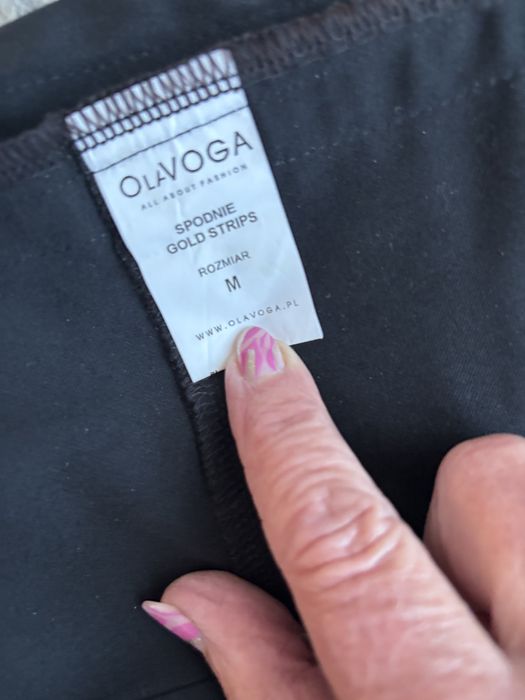 OLAVOGA
ALL ABOUT FASHION
SPODNIE
GOLD STRIPS
ROZMIAR
M
WWW.OLAVOGA.PL